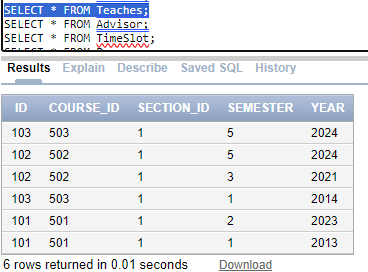 SELECT * FROM Teaches;
SELECT * FROM Advisor;
SELECT * FROM TimeSlot;
SELECT * FROM
Results Explain Describe Saved SQL History
ID COURSE_ID SECTION_ID SEMESTER YEAR
103 503 1 5 2024
102 502 1 5 2024
102 502 1 3 2021
103 503 1 1 2014
101 501 1 2 2023
101 501 1 1 2013
6 rows returned in 0.01 seconds Download